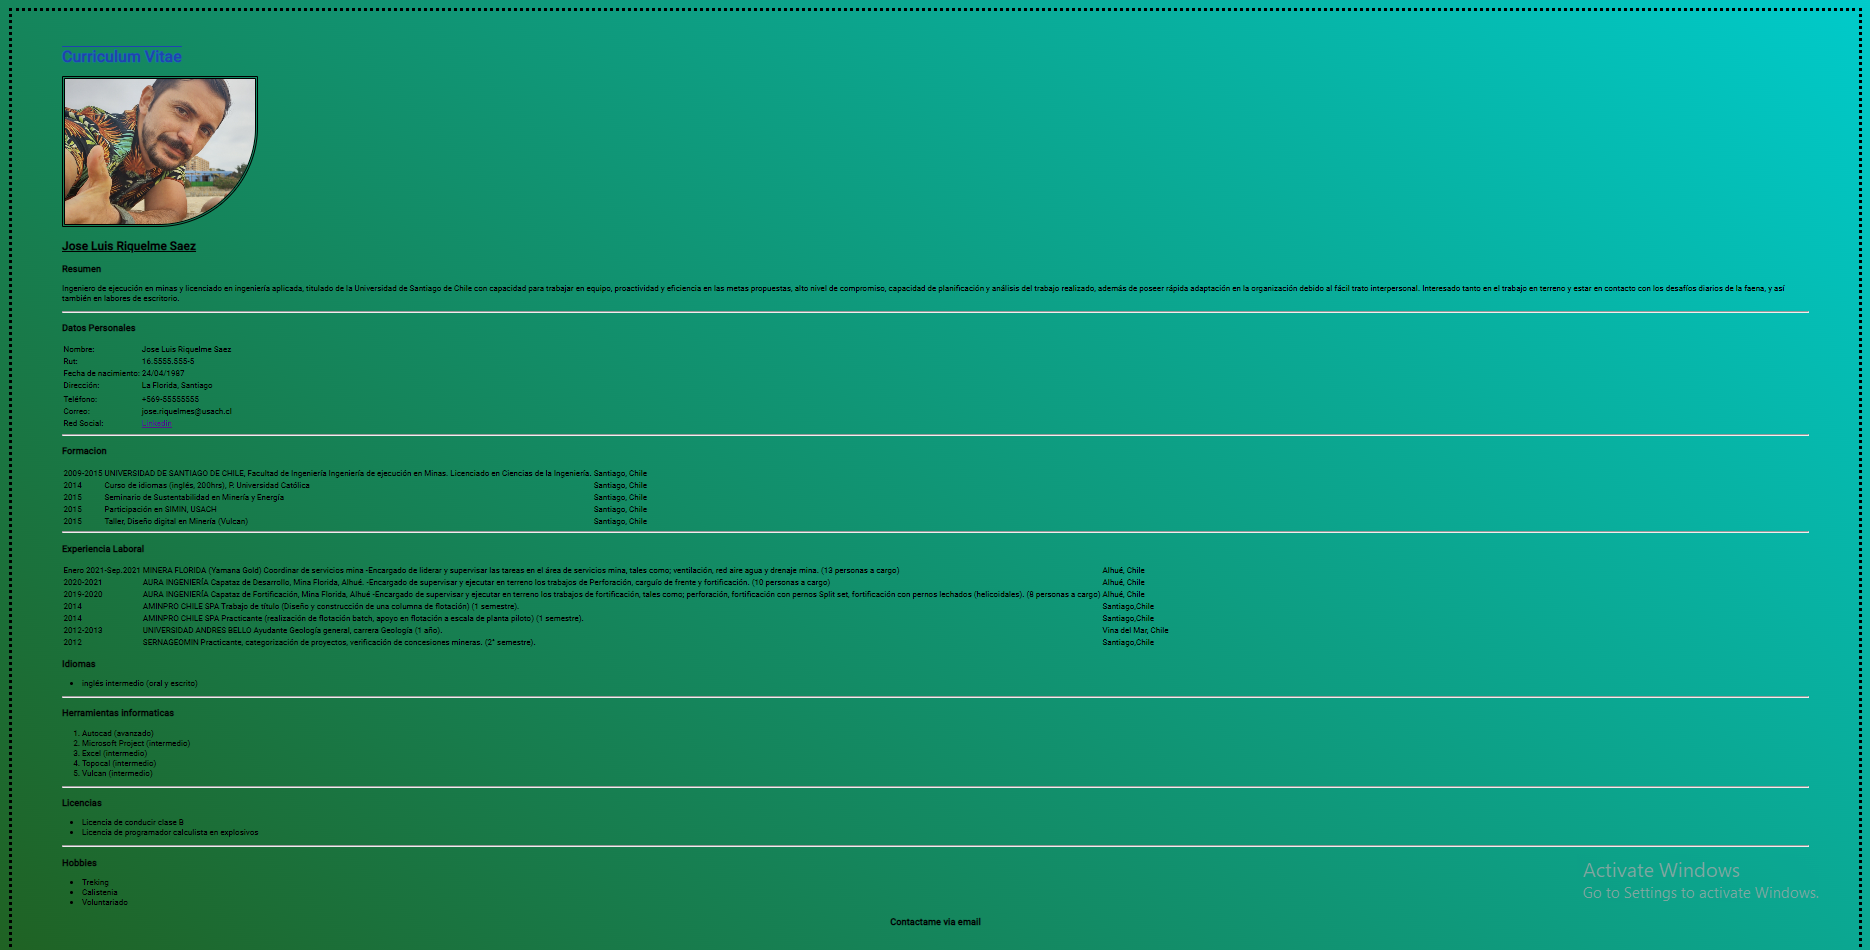 Curriculum Vitae
Jose Luis Riquelme Saez
Resumen
Ingeniero de ejecución en minas y licenciado en ingeniería aplicada, titulado de la Universidad de Santiago de Chile con capacidad para trabajar en equipo, proactividad y eficiencia en las metas propuestas, alto nivel de compromiso, capacidad de planificación y análisis del trabajo realizado, además de poseer rápida adaptación en la organización debido al fácil trato interpersonal. Interesado tanto en el trabajo en terreno y estar en contacto con los desafíos diarios de la faena, y así
también en labores de escritorio.
Datos Personales
Nombre: Jose Luis Riquelme Saez
Rut: 16.5555.555-5
Fecha de nacimiento: 24/04/1987
Dirección: La Florida, Santiago
Teléfono: +569-55555555
Correo: jose.riquelmes@usach.cl
Red Social: Linkedin
Formacion
2009-2015 UNIVERSIDAD DE SANTIAGO DE CHILE, Facultad de Ingeniería Ingeniería de ejecución en Minas. Licenciado en Ciencias de la Ingeniería. Santiago, Chile
2014 Curso de idiomas (inglés, 200hrs), P. Universidad Católica Santiago, Chile
2015 Seminario de Sustentabilidad en Minería y Energía Santiago, Chile
2015 Participación en SIMIN, USACH Santiago, Chile
2015 Taller, Diseño digital en Minería (Vulcan) Santiago, Chile
Experiencia Laboral
Enero 2021-Sep.2021 MINERA FLORIDA (Yamana Gold) Coordinar de servicios mina -Encargado de liderar y supervisar las tareas en el área de servicios mina, tales como; ventilación, red aire agua y drenaje mina. (13 personas a cargo) Alhué, Chile
2020-2021 AURA INGENIERÍA Capataz de Desarrollo, Mina Florida, Alhué. -Encargado de supervisar y ejecutar en terreno los trabajos de Perforación, carguío de frente y fortificación. (10 personas a cargo) Alhué, Chile
2019-2020 AURA INGENIERÍA Capataz de Fortificación, Mina Florida, Alhué -Encargado de supervisar y ejecutar en terreno los trabajos de fortificación, tales como; perforación, fortificación con pernos Split set, fortificación con pernos lechados (helicoidales). (8 personas a cargo) Alhué, Chile
2014 AMINPRO CHILE SPA Trabajo de título (Diseño y construcción de una columna de flotación) (1 semestre). Santiago,Chile
2014 AMINPRO CHILE SPA Practicante (realización de flotación batch, apoyo en flotación a escala de planta piloto) (1 semestre). Santiago,Chile
2012-2013 UNIVERSIDAD ANDRES BELLO Ayudante Geología general, carrera Geología (1 año). Vina del Mar, Chile
2012 SERNAGEOMIN Practicante, categorización de proyectos, verificación de concesiones mineras. (2° semestre). Santiago,Chile
Idiomas
• inglés intermedio (oral y escrito)
Herramientas informaticas
1. Autocad (avanzado)
2. Microsoft Project (intermedio)
3. Excel (intermedio)
4. Topocal (intermedio)
5. Vulcan (intermedio)
Licencias
• Licencia de conducir clase B
• Licencia de programador calculista en explosivos
Hobbies
• Treking
• Calistenia
• Voluntariado
Contactame via email
Activate Windows
Go to Settings to activate Windows.